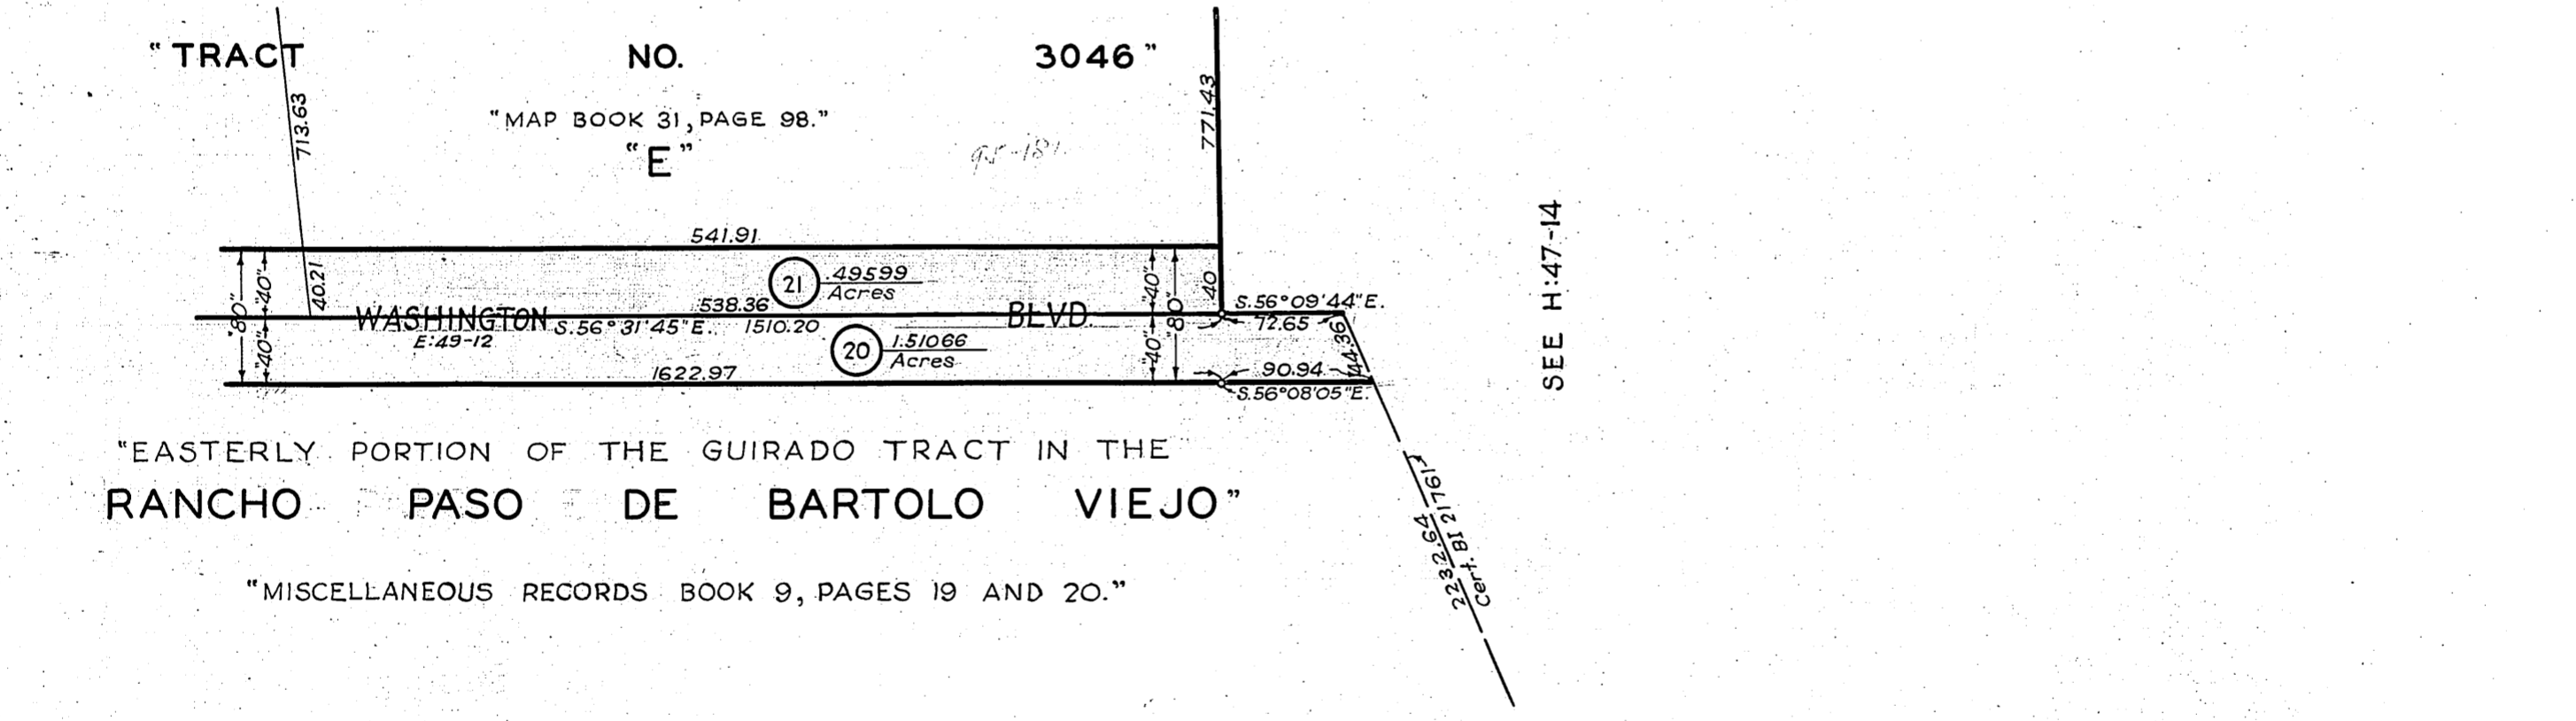 "TRACT NO. 3046"
713.63
"MAP BOOK 31, PAGE 98."
771.43
"E"
541.91
"80"
"40"
40.21
21
.49599
Acres
"40"
"80"
40
S.56°09'44"E.
538.36
WASHINGTON BLVD.
72.65
S.56°31'45"E. 1510.20
E:49-12
44.36
"40"
20
1.51066
Acres
"40"
1622.97
90.94
S.56°08'05"E.
SEE H:47-14
"EASTERLY PORTION OF THE GUIRADO TRACT IN THE
RANCHO PASO DE BARTOLO VIEJO"
2232.64
Cert. BI 21761
"MISCELLANEOUS RECORDS BOOK 9, PAGES 19 AND 20."